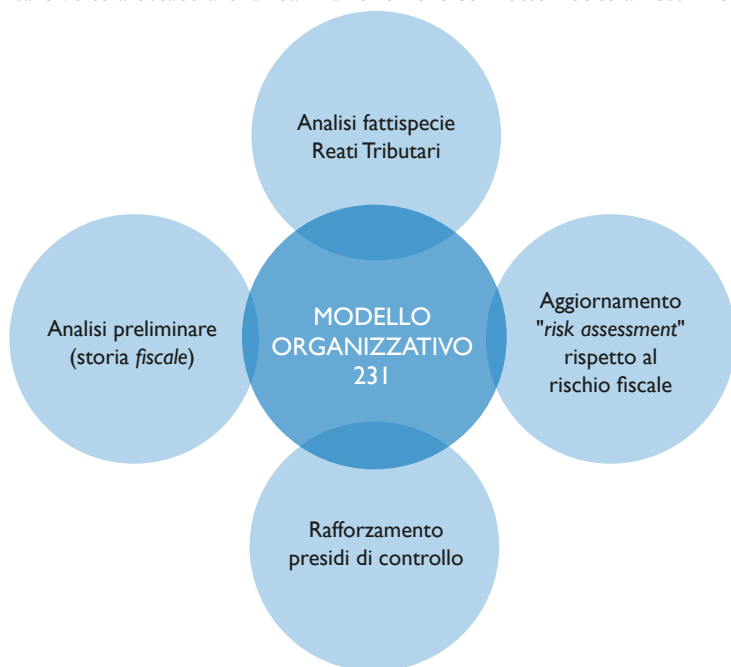 Analisi fattispecie
Reati Tributari
Analisi preliminare
(storia fiscale)
MODELLO
ORGANIZZATIVO
231
Aggiornamento
"risk assessment"
rispetto al
rischio fiscale
Rafforzamento
presidi di controllo